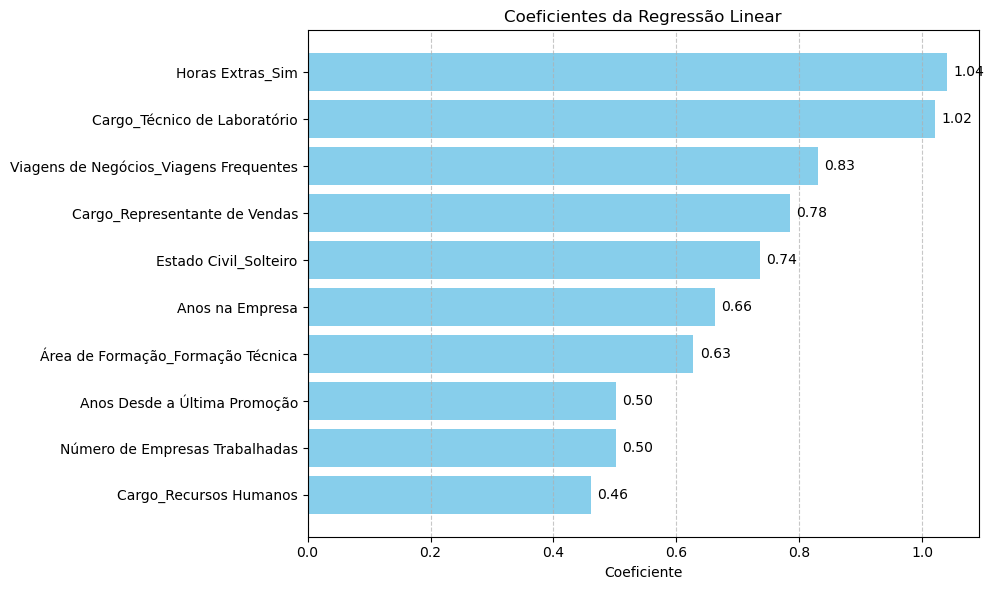 Coeficientes da Regressão Linear
Horas Extras_Sim 1.04
Cargo_Técnico de Laboratório 1.02
Viagens de Negócios_Viagens Frequentes 0.83
Cargo_Representante de Vendas 0.78
Estado Civil_Solteiro 0.74
Anos na Empresa 0.66
Área de Formação_Formação Técnica 0.63
Anos Desde a Última Promoção 0.50
Número de Empresas Trabalhadas 0.50
Cargo_Recursos Humanos 0.46
0.0 0.2 0.4 0.6 0.8 1.0
Coeficiente